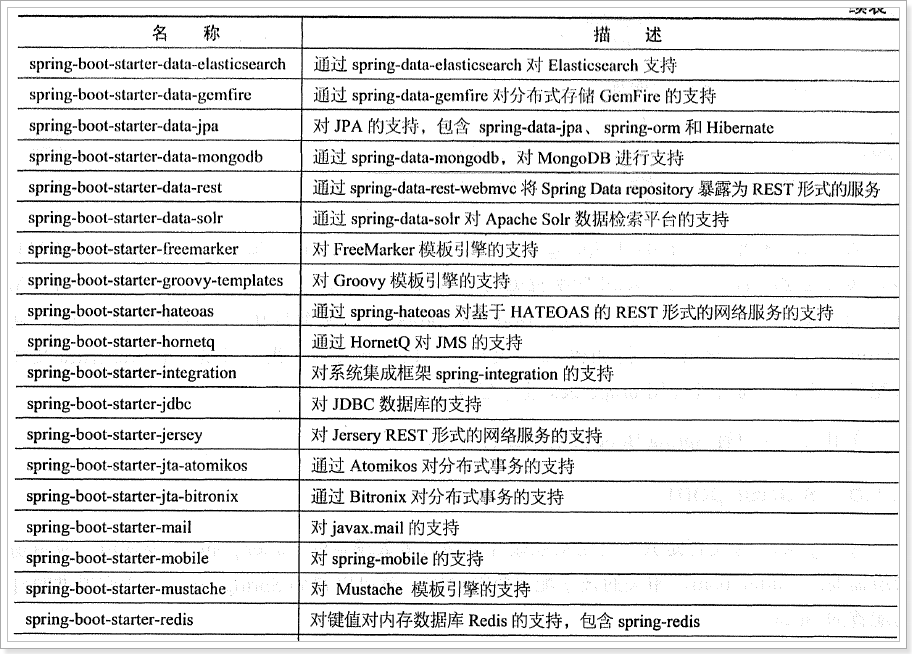 续表
名 称 描 述
spring-boot-starter-data-elasticsearch 通过 spring-data-elasticsearch 对 Elasticsearch 支持
spring-boot-starter-data-gemfire 通过 spring-data-gemfire 对分布式存储 GemFire 的支持
spring-boot-starter-data-jpa 对 JPA 的支持，包含 spring-data-jpa、spring-orm 和 Hibernate
spring-boot-starter-data-mongodb 通过 spring-data-mongodb，对 MongoDB 进行支持
spring-boot-starter-data-rest 通过 spring-data-rest-webmvc 将 Spring Data repository 暴露为 REST 形式的服务
spring-boot-starter-data-solr 通过 spring-data-solr 对 Apache Solr 数据检索平台的支持
spring-boot-starter-freemarker 对 FreeMarker 模板引擎的支持
spring-boot-starter-groovy-templates 对 Groovy 模板引擎的支持
spring-boot-starter-hateoas 通过 spring-hateoas 对基于 HATEOAS 的 REST 形式的网络服务的支持
spring-boot-starter-hornetq 通过 HornetQ 对 JMS 的支持
spring-boot-starter-integration 对系统集成框架 spring-integration 的支持
spring-boot-starter-jdbc 对 JDBC 数据库的支持
spring-boot-starter-jersey 对 Jersery REST 形式的网络服务的支持
spring-boot-starter-jta-atomikos 通过 Atomikos 对分布式事务的支持
spring-boot-starter-jta-bitronix 通过 Bitronix 对分布式事务的支持
spring-boot-starter-mail 对 javax.mail 的支持
spring-boot-starter-mobile 对 spring-mobile 的支持
spring-boot-starter-mustache 对 Mustache 模板引擎的支持
spring-boot-starter-redis 对键值对内存数据库 Redis 的支持，包含 spring-redis